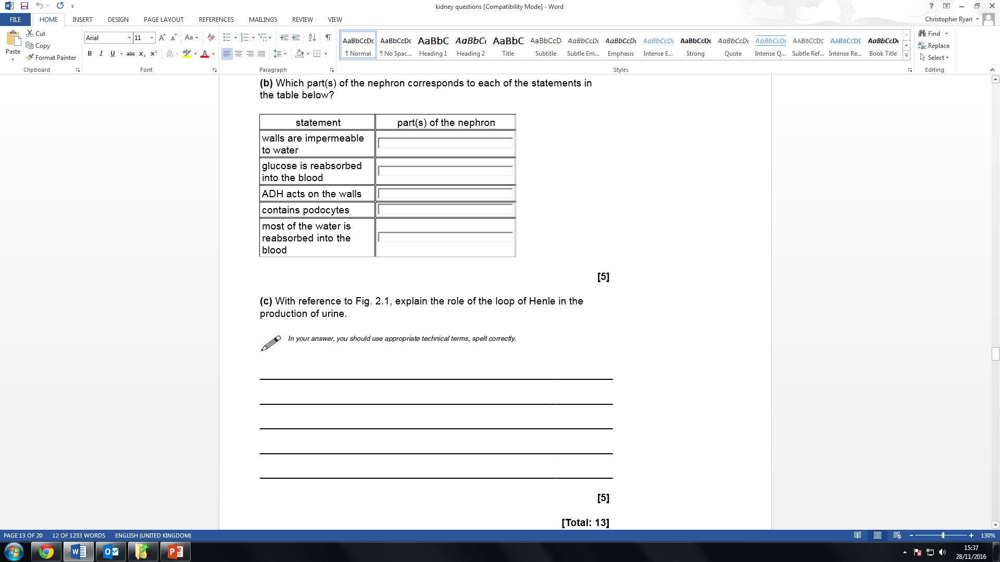 kidney questions [Compatibility Mode] - Word
FILE HOME INSERT DESIGN PAGE LAYOUT REFERENCES MAILINGS REVIEW VIEW
Christopher Ryan
Paste
Cut
Copy
Format Painter
Clipboard
Arial 11
Font
Paragraph
AaBbCcDc AaBbCcDc AaBbC AaBbC AaBbC AaBbCcD AaBbCcDc AaBbCcDc AaBbCcDc AaBbCcDc AaBbCcDc AaBbCcDc AABBCCDE AABBCCDE AaBbCcDc
¶ Normal ¶ No Spac... Heading 1 Heading 2 Title Subtitle Subtle Em... Emphasis Intense E... Strong Quote Intense Q... Subtle Ref... Intense Re... Book Title
Styles
Find
Replace
Select
Editing
(b) Which part(s) of the nephron corresponds to each of the statements in
the table below?
statement part(s) of the nephron
walls are impermeable
to water
glucose is reabsorbed
into the blood
ADH acts on the walls
contains podocytes
most of the water is
reabsorbed into the
blood
[5]
(c) With reference to Fig. 2.1, explain the role of the loop of Henle in the
production of urine.
In your answer, you should use appropriate technical terms, spelt correctly.
[5]
[Total: 13]
PAGE 13 OF 20 12 OF 1233 WORDS ENGLISH (UNITED KINGDOM)
130%
15:37
28/11/2016